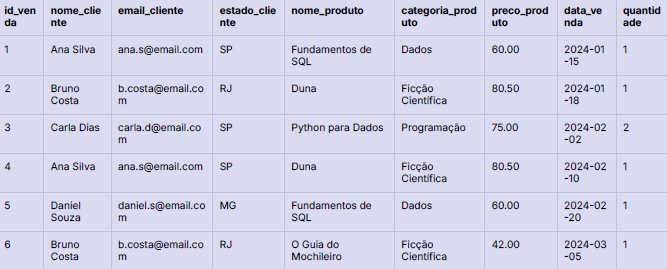 id_venda nome_cliente email_cliente estado_cliente nome_produto categoria_produto preco_produto data_venda quantidade
1 Ana Silva ana.s@email.com SP Fundamentos de SQL Dados 60.00 2024-01-15 1
2 Bruno Costa b.costa@email.com RJ Duna Ficção Científica 80.50 2024-01-18 1
3 Carla Dias carla.d@email.com SP Python para Dados Programação 75.00 2024-02-02 2
4 Ana Silva ana.s@email.com SP Duna Ficção Científica 80.50 2024-02-10 1
5 Daniel Souza daniel.s@email.com MG Fundamentos de SQL Dados 60.00 2024-02-20 1
6 Bruno Costa b.costa@email.com RJ O Guia do Mochileiro Ficção Científica 42.00 2024-03-05 1